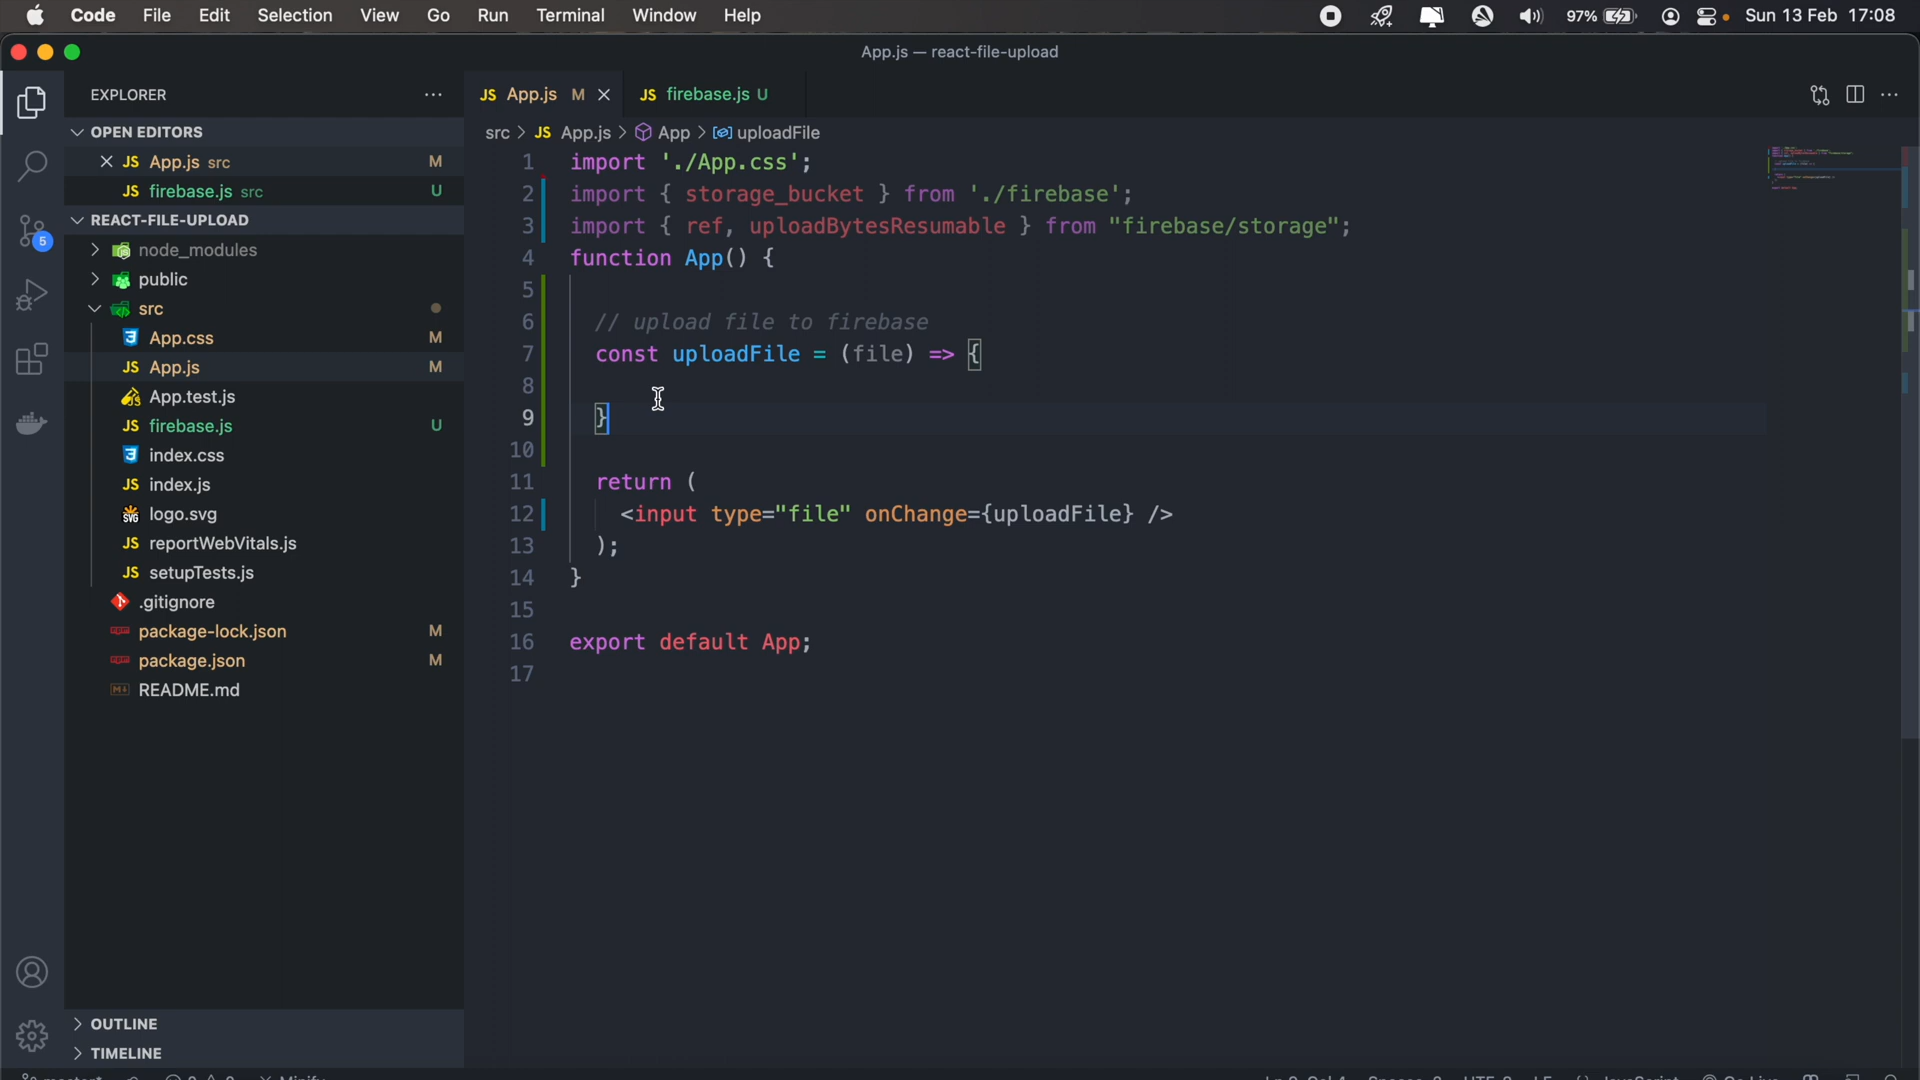 Code File Edit Selection View Go Run Terminal Window Help 97% Sun 13 Feb 17:08
App.js — react-file-upload
EXPLORER
OPEN EDITORS
JS App.js src M
JS firebase.js src U
REACT-FILE-UPLOAD
node_modules
public
src
App.css M
JS App.js M
App.test.js
JS firebase.js U
index.css
JS index.js
SVG logo.svg
JS reportWebVitals.js
JS setupTests.js
.gitignore
package-lock.json M
package.json M
README.md
OUTLINE
TIMELINE
5
JS App.js M JS firebase.js U
src > JS App.js > App > uploadFile
1 import './App.css';
2 import { storage_bucket } from './firebase';
3 import { ref, uploadBytesResumable } from "firebase/storage";
4 function App() {
5
6 // upload file to firebase
7 const uploadFile = (file) => {
8
9 }
10
11 return (
12 <input type="file" onChange={uploadFile} />
13 );
14 }
15
16 export default App;
17